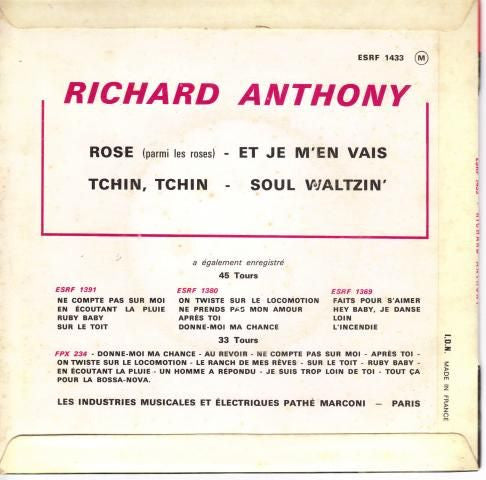 ESRF 1433 M
RICHARD ANTHONY
ROSE (parmi les roses) - ET JE M'EN VAIS
TCHIN, TCHIN - SOUL WALTZIN'
a également enregistré
45 Tours
ESRF 1391
NE COMPTE PAS SUR MOI
EN ÉCOUTANT LA PLUIE
RUBY BABY
SUR LE TOIT
ESRF 1380
ON TWISTE SUR LE LOCOMOTION
NE PRENDS PAS MON AMOUR
APRÈS TOI
DONNE-MOI MA CHANCE
ESRF 1369
FAITS POUR S'AIMER
HEY BABY, JE DANSE
LOIN
L'INCENDIE
33 Tours
FPX 234 - DONNE-MOI MA CHANCE - AU REVOIR - NE COMPTE PAS SUR MOI - APRÈS TOI -
ON TWISTE SUR LE LOCOMOTION - LE RANCH DE MES RÊVES - SUR LE TOIT - RUBY BABY -
EN ÉCOUTANT LA PLUIE - UN HOMME A RÉPONDU - JE SUIS TROP LOIN DE TOI - TOUT ÇA
POUR LA BOSSA-NOVA.
LES INDUSTRIES MUSICALES ET ÉLECTRIQUES PATHÉ MARCONI — PARIS
I.D.N. MADE IN FRANCE